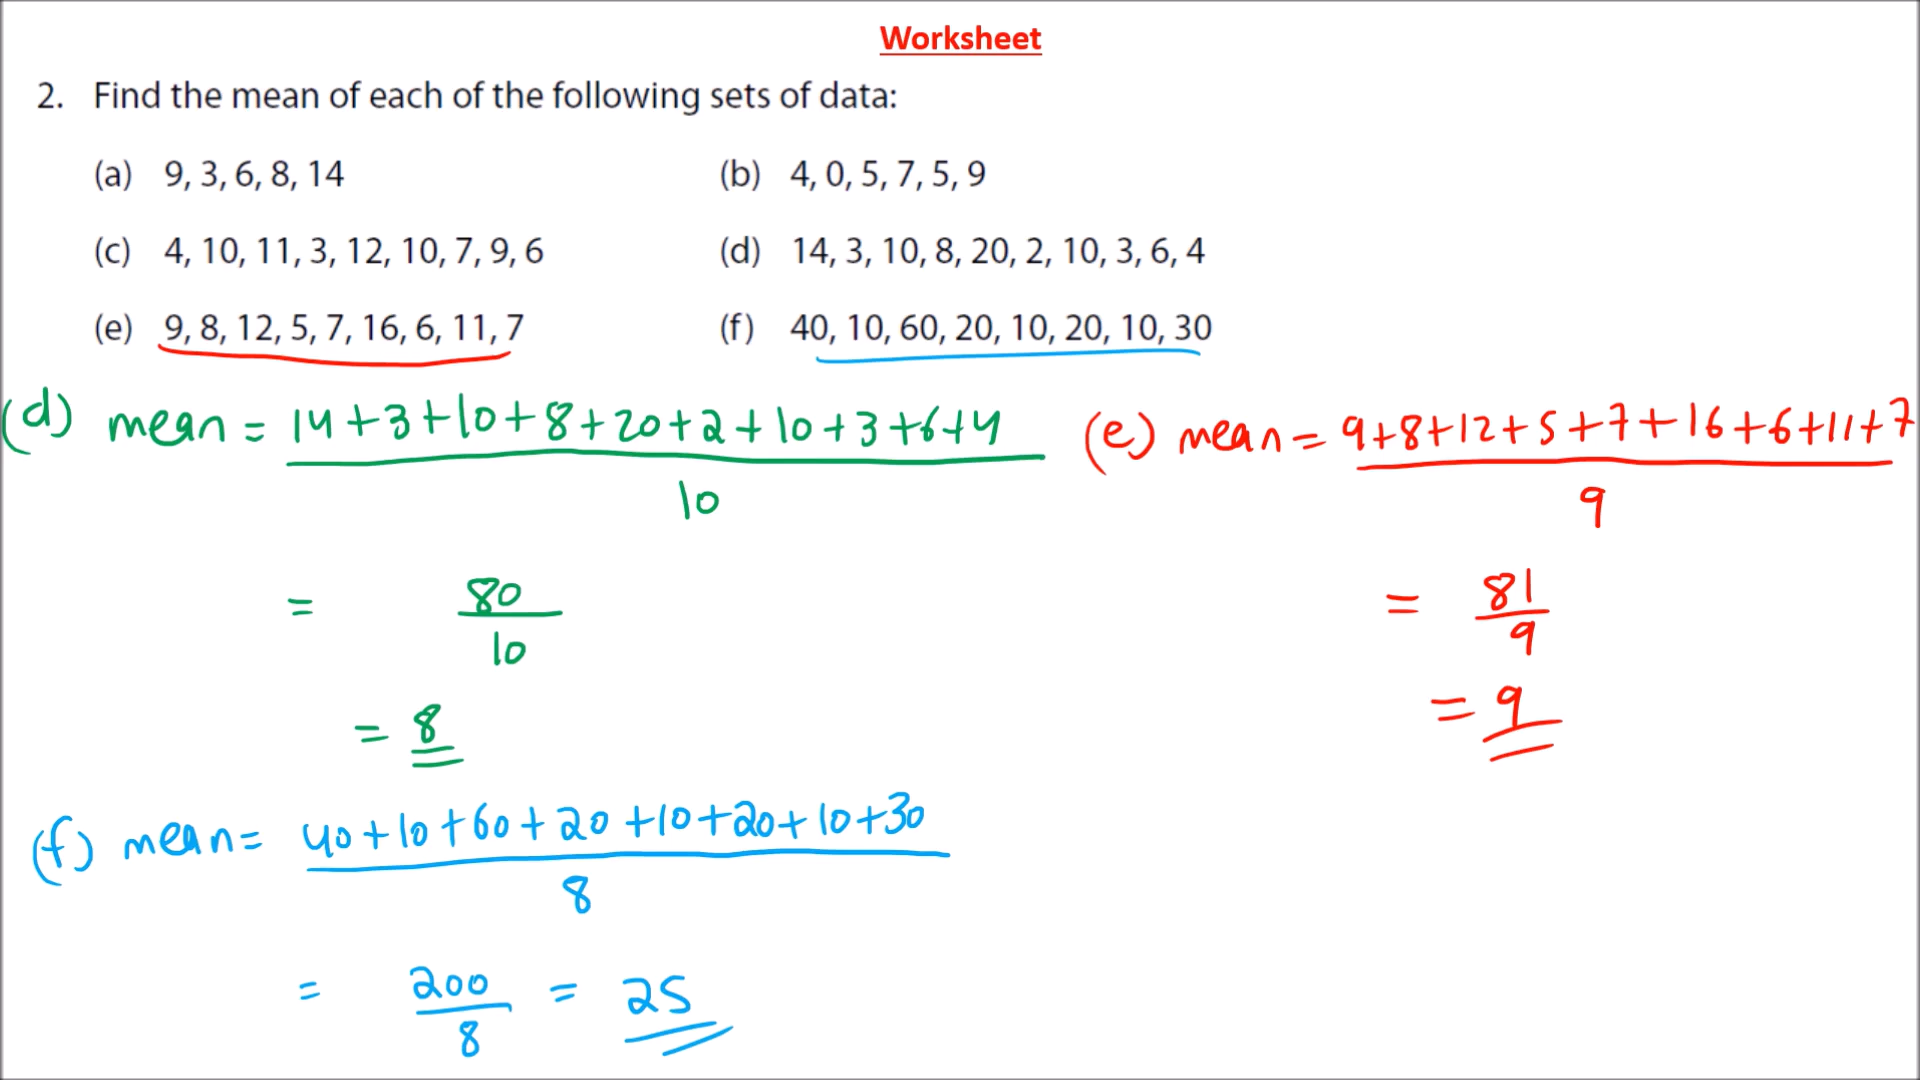 Worksheet
2. Find the mean of each of the following sets of data:
(a) 9, 3, 6, 8, 14
(b) 4, 0, 5, 7, 5, 9
(c) 4, 10, 11, 3, 12, 10, 7, 9, 6
(d) 14, 3, 10, 8, 20, 2, 10, 3, 6, 4
(e) 9, 8, 12, 5, 7, 16, 6, 11, 7
(f) 40, 10, 60, 20, 10, 20, 10, 30
(d) mean = 14+3+10+8+20+2+10+3+6+4
10
= 80
10
= 8
(e) mean = 9+8+12+5+7+16+6+11+7
9
= 81
9
= 9
(f) mean = 40+10+60+20+10+20+10+30
8
= 200 = 25
8